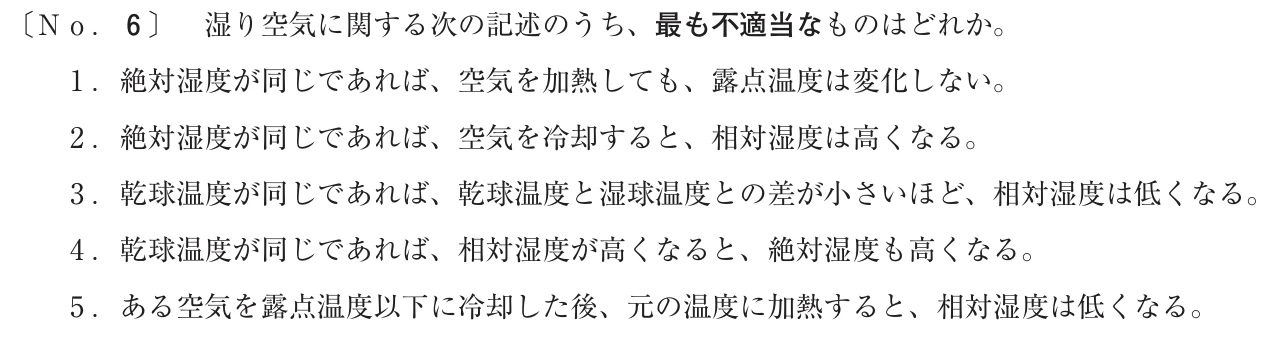 〔Ｎｏ．６〕　湿り空気に関する次の記述のうち、最も不適当なものはどれか。
１．絶対湿度が同じであれば、空気を加熱しても、露点温度は変化しない。
２．絶対湿度が同じであれば、空気を冷却すると、相対湿度は高くなる。
３．乾球温度が同じであれば、乾球温度と湿球温度との差が小さいほど、相対湿度は低くなる。
４．乾球温度が同じであれば、相対湿度が高くなると、絶対湿度も高くなる。
５．ある空気を露点温度以下に冷却した後、元の温度に加熱すると、相対湿度は低くなる。